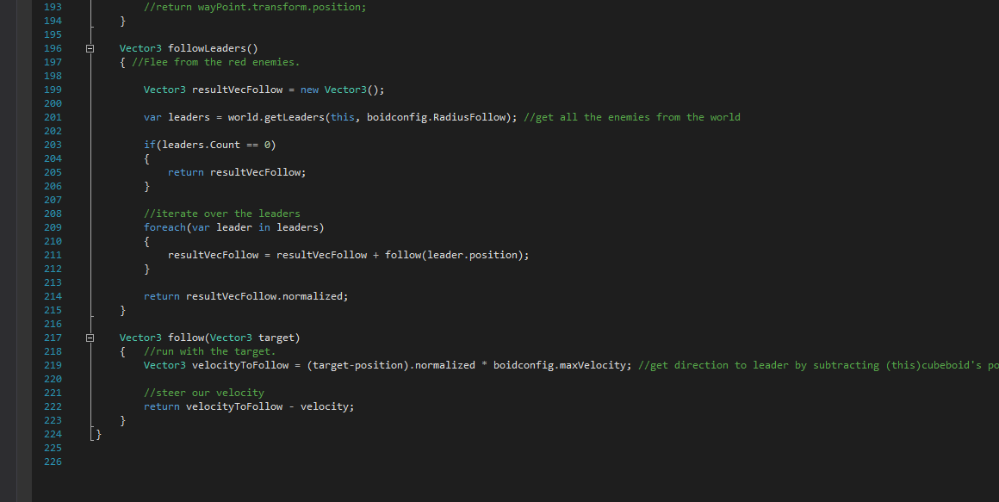 193 //return wayPoint.transform.position;
194 }
195
196 Vector3 followLeaders()
197 { //Flee from the red enemies.
198
199 Vector3 resultVecFollow = new Vector3();
200
201 var leaders = world.getLeaders(this, boidconfig.RadiusFollow); //get all the enemies from the world
202
203 if(leaders.Count == 0)
204 {
205 return resultVecFollow;
206 }
207
208 //iterate over the leaders
209 foreach(var leader in leaders)
210 {
211 resultVecFollow = resultVecFollow + follow(leader.position);
212 }
213
214 return resultVecFollow.normalized;
215 }
216
217 Vector3 follow(Vector3 target)
218 { //run with the target.
219 Vector3 velocityToFollow = (target-position).normalized * boidconfig.maxVelocity; //get direction to leader by subtracting (this)cubeboid's po
220
221 //steer our velocity
222 return velocityToFollow - velocity;
223 }
224 }
225
226